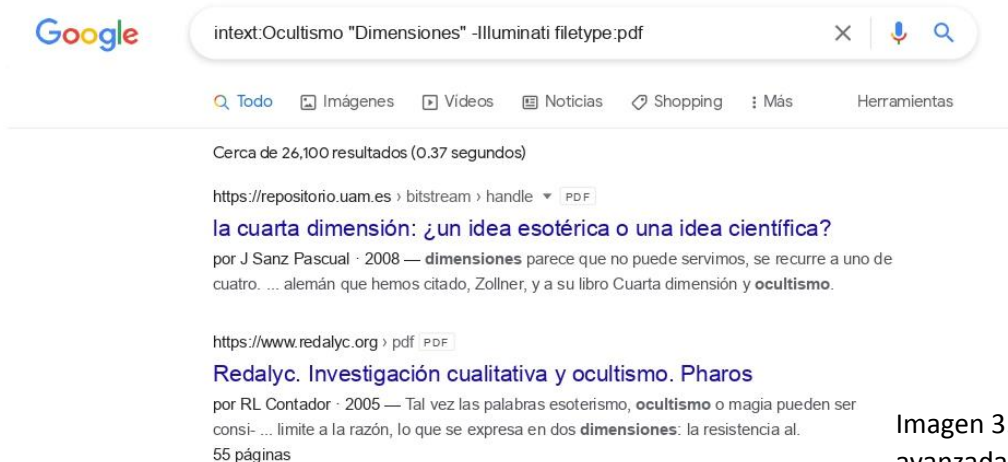 Google
intext:Ocultismo "Dimensiones" -Illuminati filetype:pdf
Todo Imágenes Vídeos Noticias Shopping Más Herramientas
Cerca de 26,100 resultados (0.37 segundos)
https://repositorio.uam.es › bitstream › handle PDF
la cuarta dimensión: ¿un idea esotérica o una idea científica?
por J Sanz Pascual · 2008 — dimensiones parece que no puede servimos, se recurre a uno de
cuatro. ... alemán que hemos citado, Zollner, y a su libro Cuarta dimensión y ocultismo.
https://www.redalyc.org › pdf PDF
Redalyc. Investigación cualitativa y ocultismo. Pharos
por RL Contador · 2005 — Tal vez las palabras esoterismo, ocultismo o magia pueden ser
consi- ... limite a la razón, lo que se expresa en dos dimensiones: la resistencia al.
55 páginas
Imagen 3
avanzada